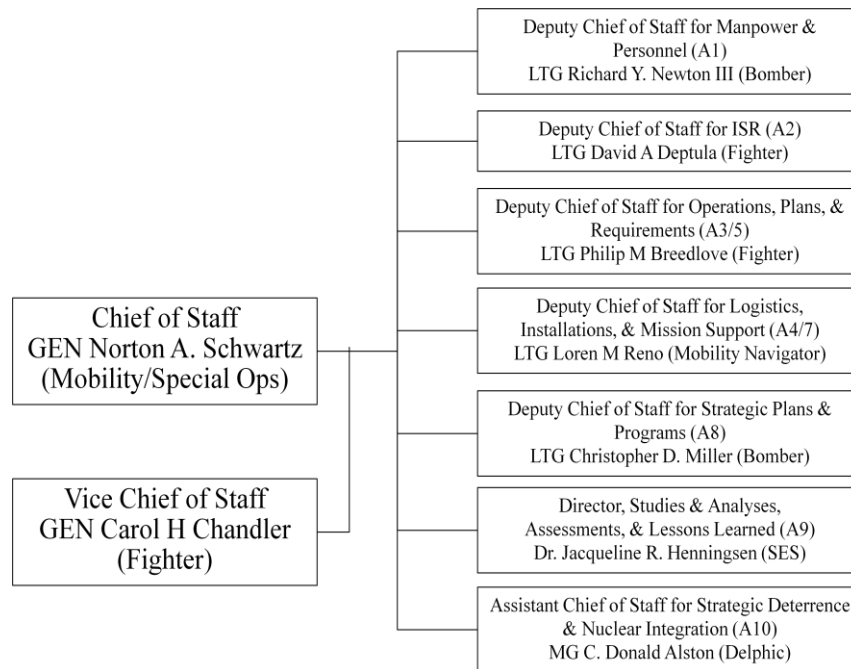 Chief of Staff
GEN Norton A. Schwartz
(Mobility/Special Ops)
Vice Chief of Staff
GEN Carol H Chandler
(Fighter)
Deputy Chief of Staff for Manpower &
Personnel (A1)
LTG Richard Y. Newton III (Bomber)
Deputy Chief of Staff for ISR (A2)
LTG David A Deptula (Fighter)
Deputy Chief of Staff for Operations, Plans, &
Requirements (A3/5)
LTG Philip M Breedlove (Fighter)
Deputy Chief of Staff for Logistics,
Installations, & Mission Support (A4/7)
LTG Loren M Reno (Mobility Navigator)
Deputy Chief of Staff for Strategic Plans &
Programs (A8)
LTG Christopher D. Miller (Bomber)
Director, Studies & Analyses,
Assessments, & Lessons Learned (A9)
Dr. Jacqueline R. Henningsen (SES)
Assistant Chief of Staff for Strategic Deterrence
& Nuclear Integration (A10)
MG C. Donald Alston (Delphic)